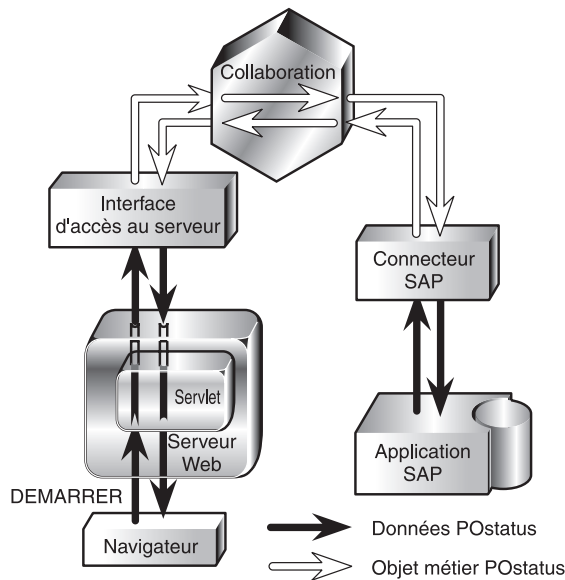 Collaboration
Interface
d'accès au serveur
Connecteur
SAP
Servlet
Serveur
Web
Application
SAP
DEMARRER
Navigateur
Données POstatus
Objet métier POstatus